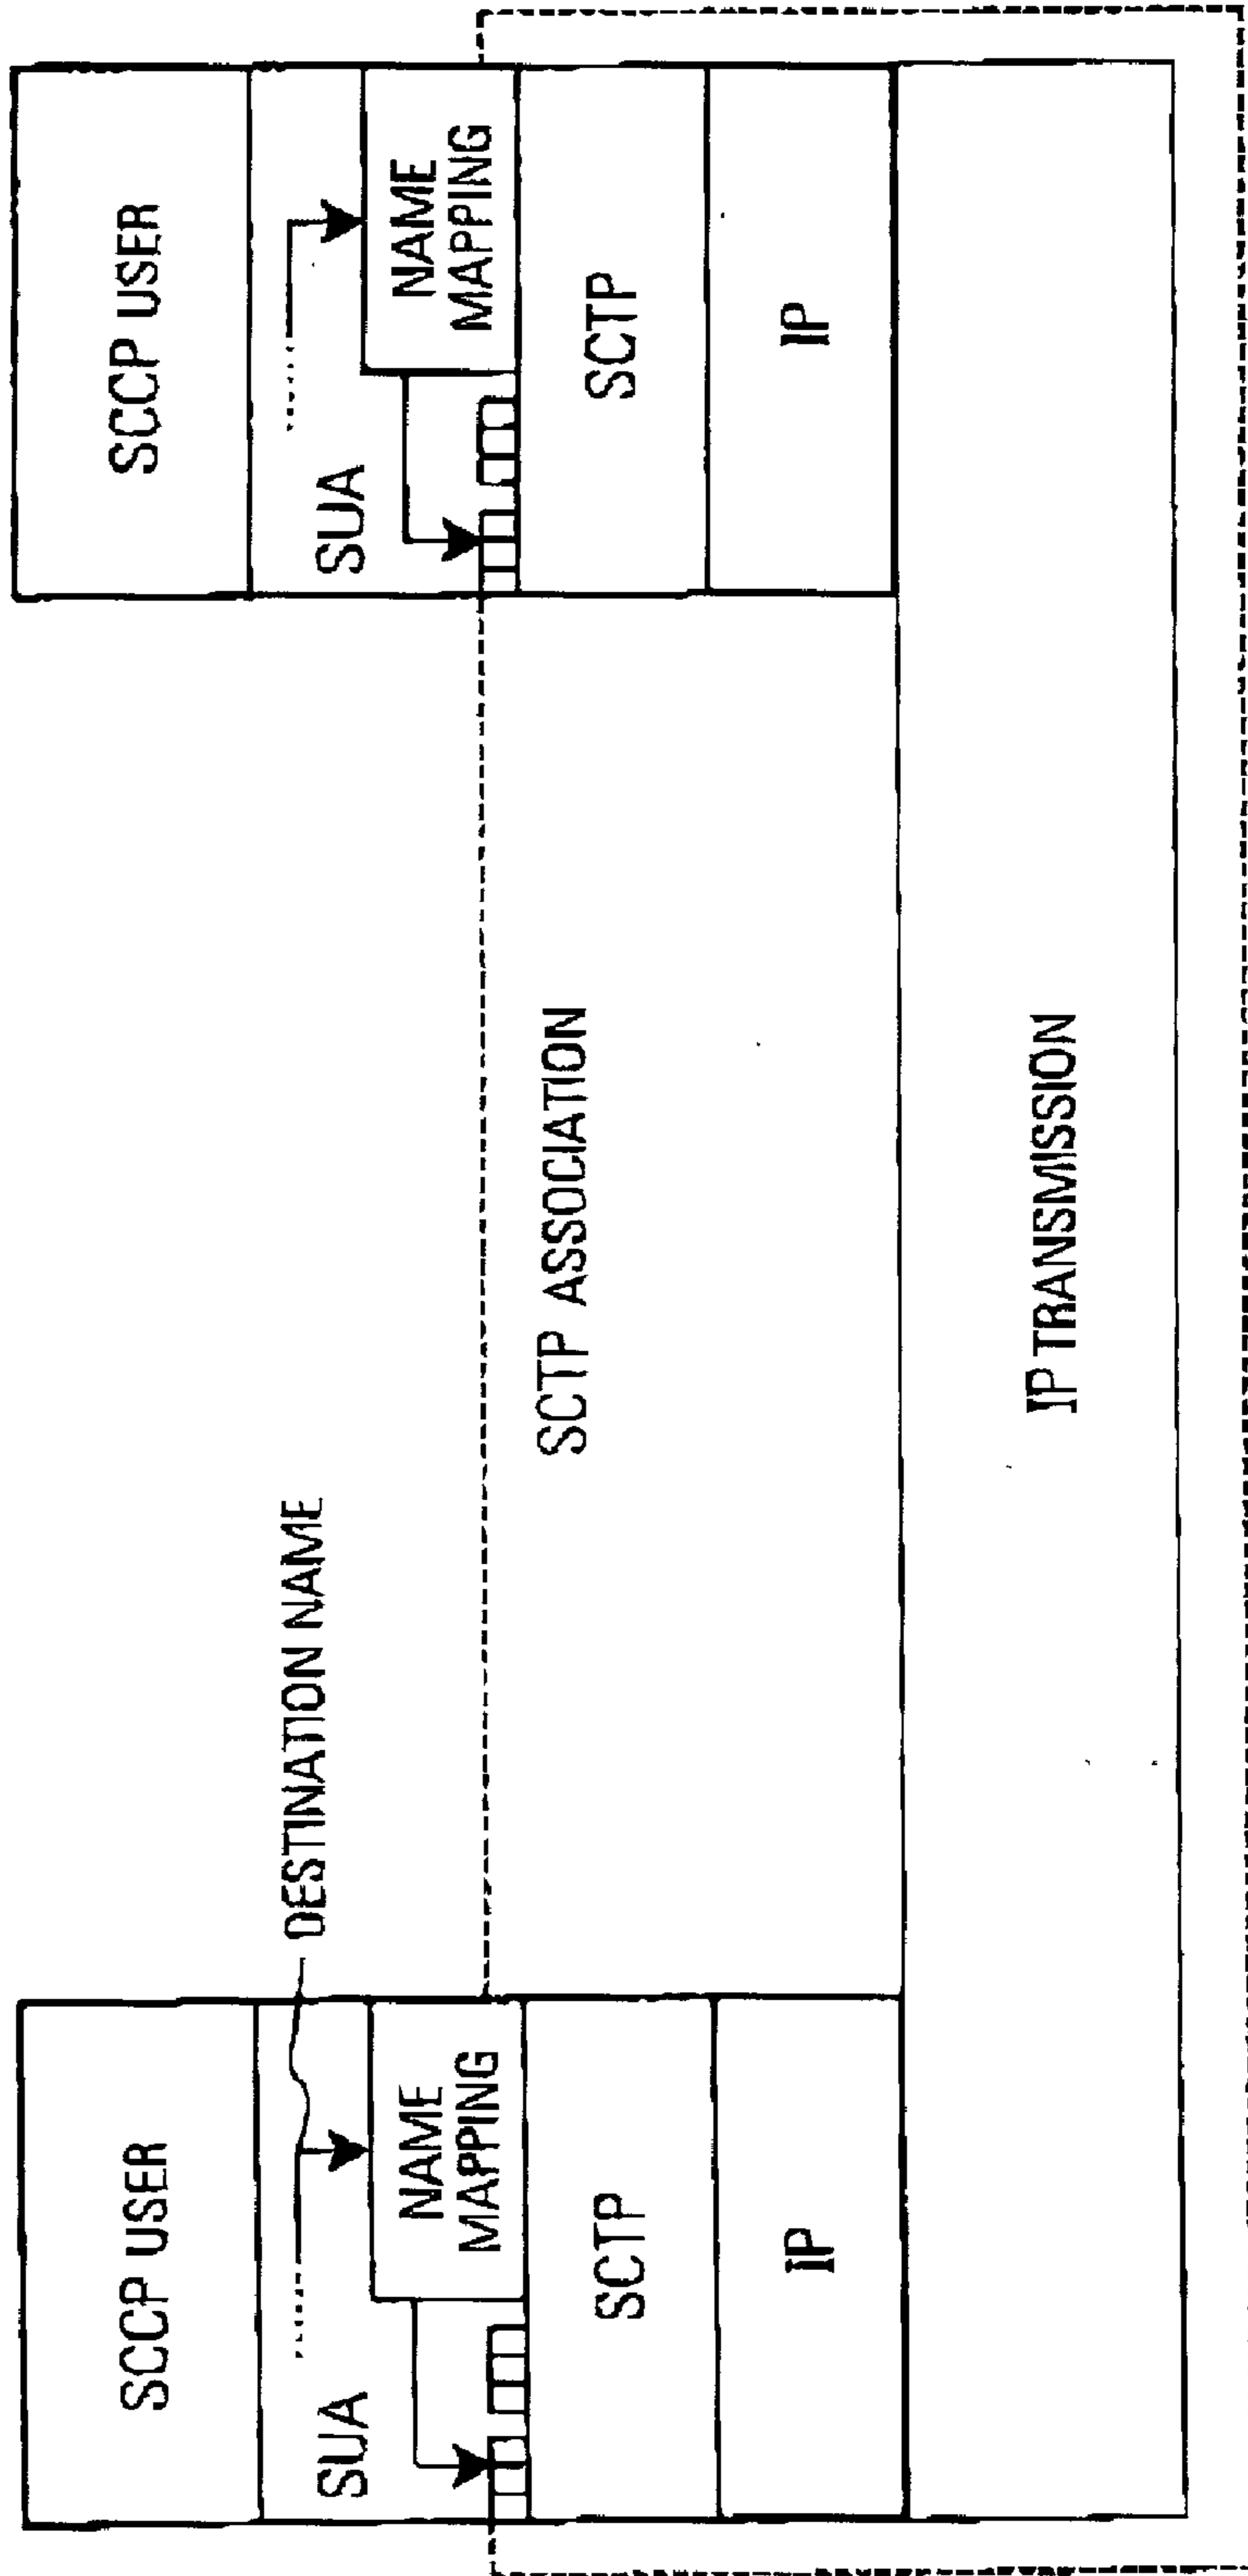 SCCP USER
SUA
DESTINATION NAME
NAME
MAPPING
SCTP
IP
SCTP ASSOCIATION
IP TRANSMISSION
SCCP USER
SUA
NAME
MAPPING
SCTP
IP